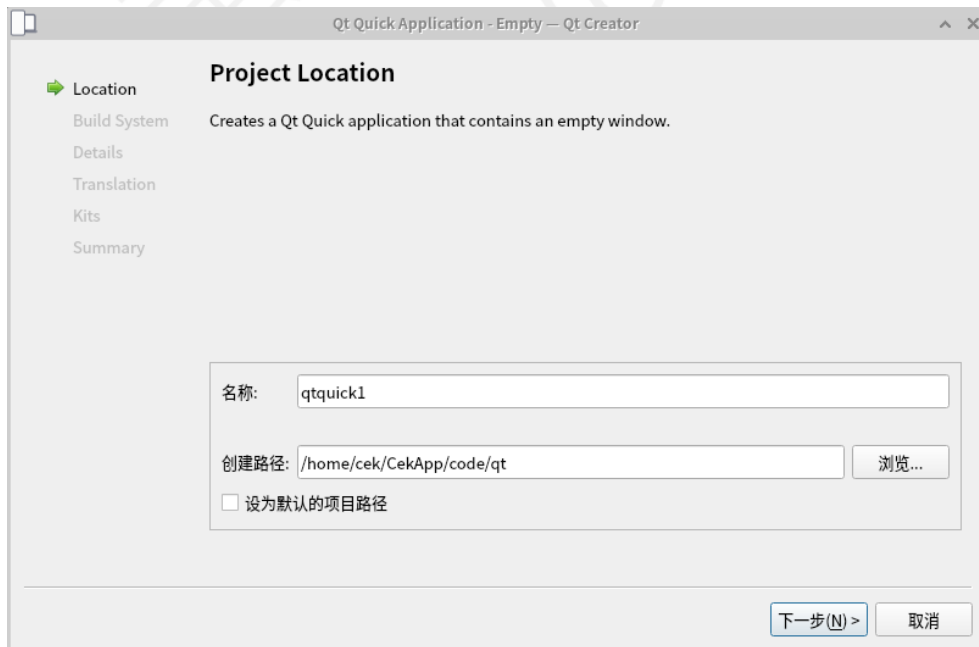 Qt Quick Application - Empty — Qt Creator
Location
Build System
Details
Translation
Kits
Summary
Project Location
Creates a Qt Quick application that contains an empty window.
名称: qtquick1
创建路径: /home/cek/CekApp/code/qt 浏览...
设为默认的项目路径
下一步(N) > 取消